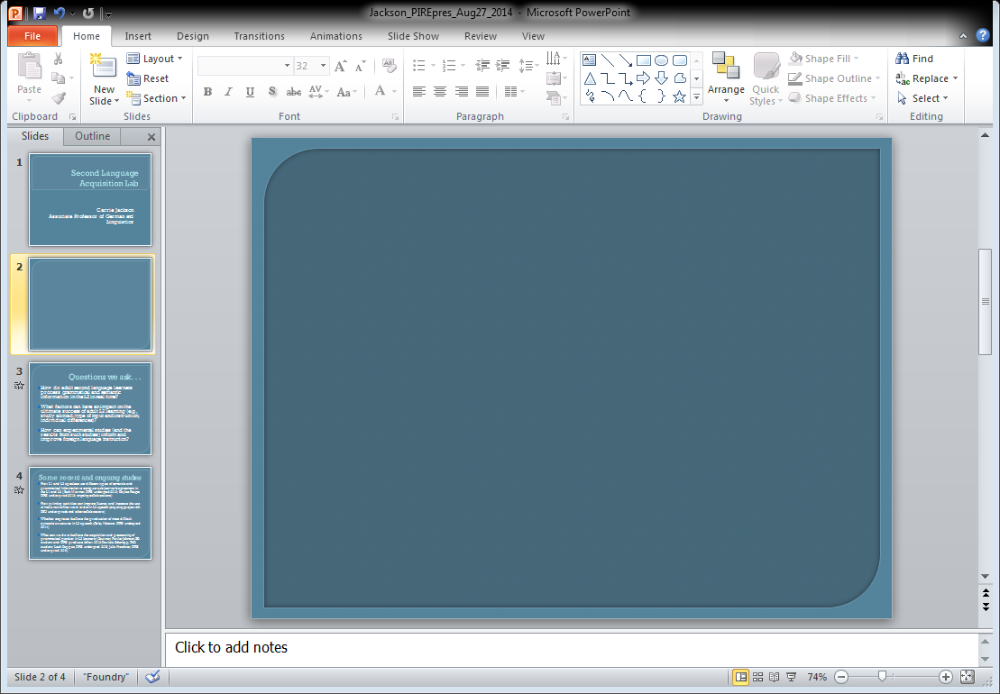 Jackson_PIREpres_Aug27_2014 - Microsoft PowerPoint
File Home Insert Design Transitions Animations Slide Show Review View
Paste
Clipboard
New Slide
Layout
Reset
Section
Slides
32
B I U S abc AV Aa A
Font
Paragraph
Arrange
Quick Styles
Shape Fill
Shape Outline
Shape Effects
Drawing
Find
Replace
Select
Editing
Slides Outline
1
Second Language
Acquisition Lab
Carrie Jackson
Associate Professor of German and
Linguistics
2
3
Questions we ask...
How do adult second language learners
process grammatical and semantic
information in the L2 in real time?
What factors can have an impact on the
ultimate success of adult L2 learning (e.g.,
study abroad, type of input and instruction,
individual differences)?
How can experimental studies (and the
results from such studies) inform and
improve foreign language instruction?
4
Some recent and ongoing studies
Click to add notes
Slide 2 of 4 "Foundry" 74%